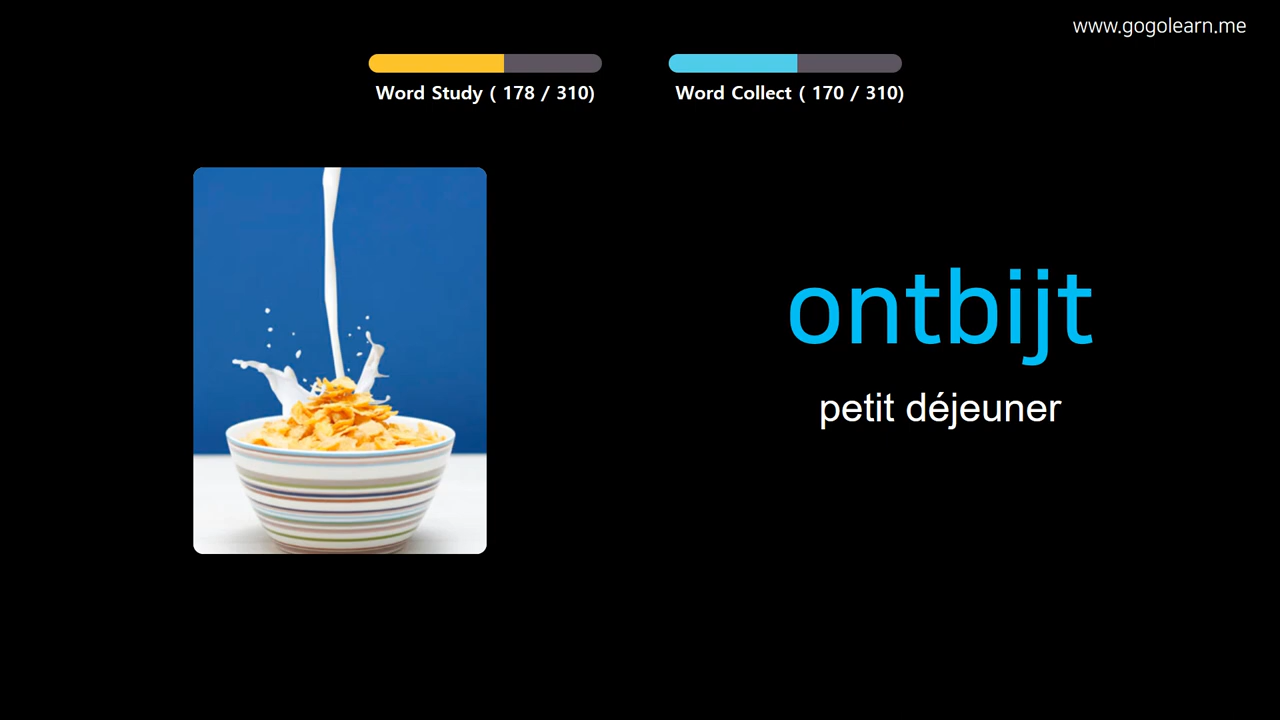 www.gogolearn.me
Word Study ( 178 / 310)
Word Collect ( 170 / 310)
ontbijt
petit déjeuner